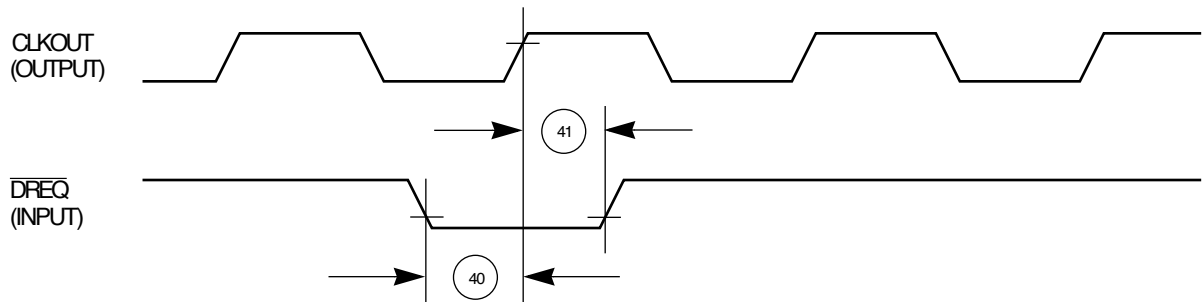 CLKOUT
(OUTPUT)
41
DREQ
(INPUT)
40